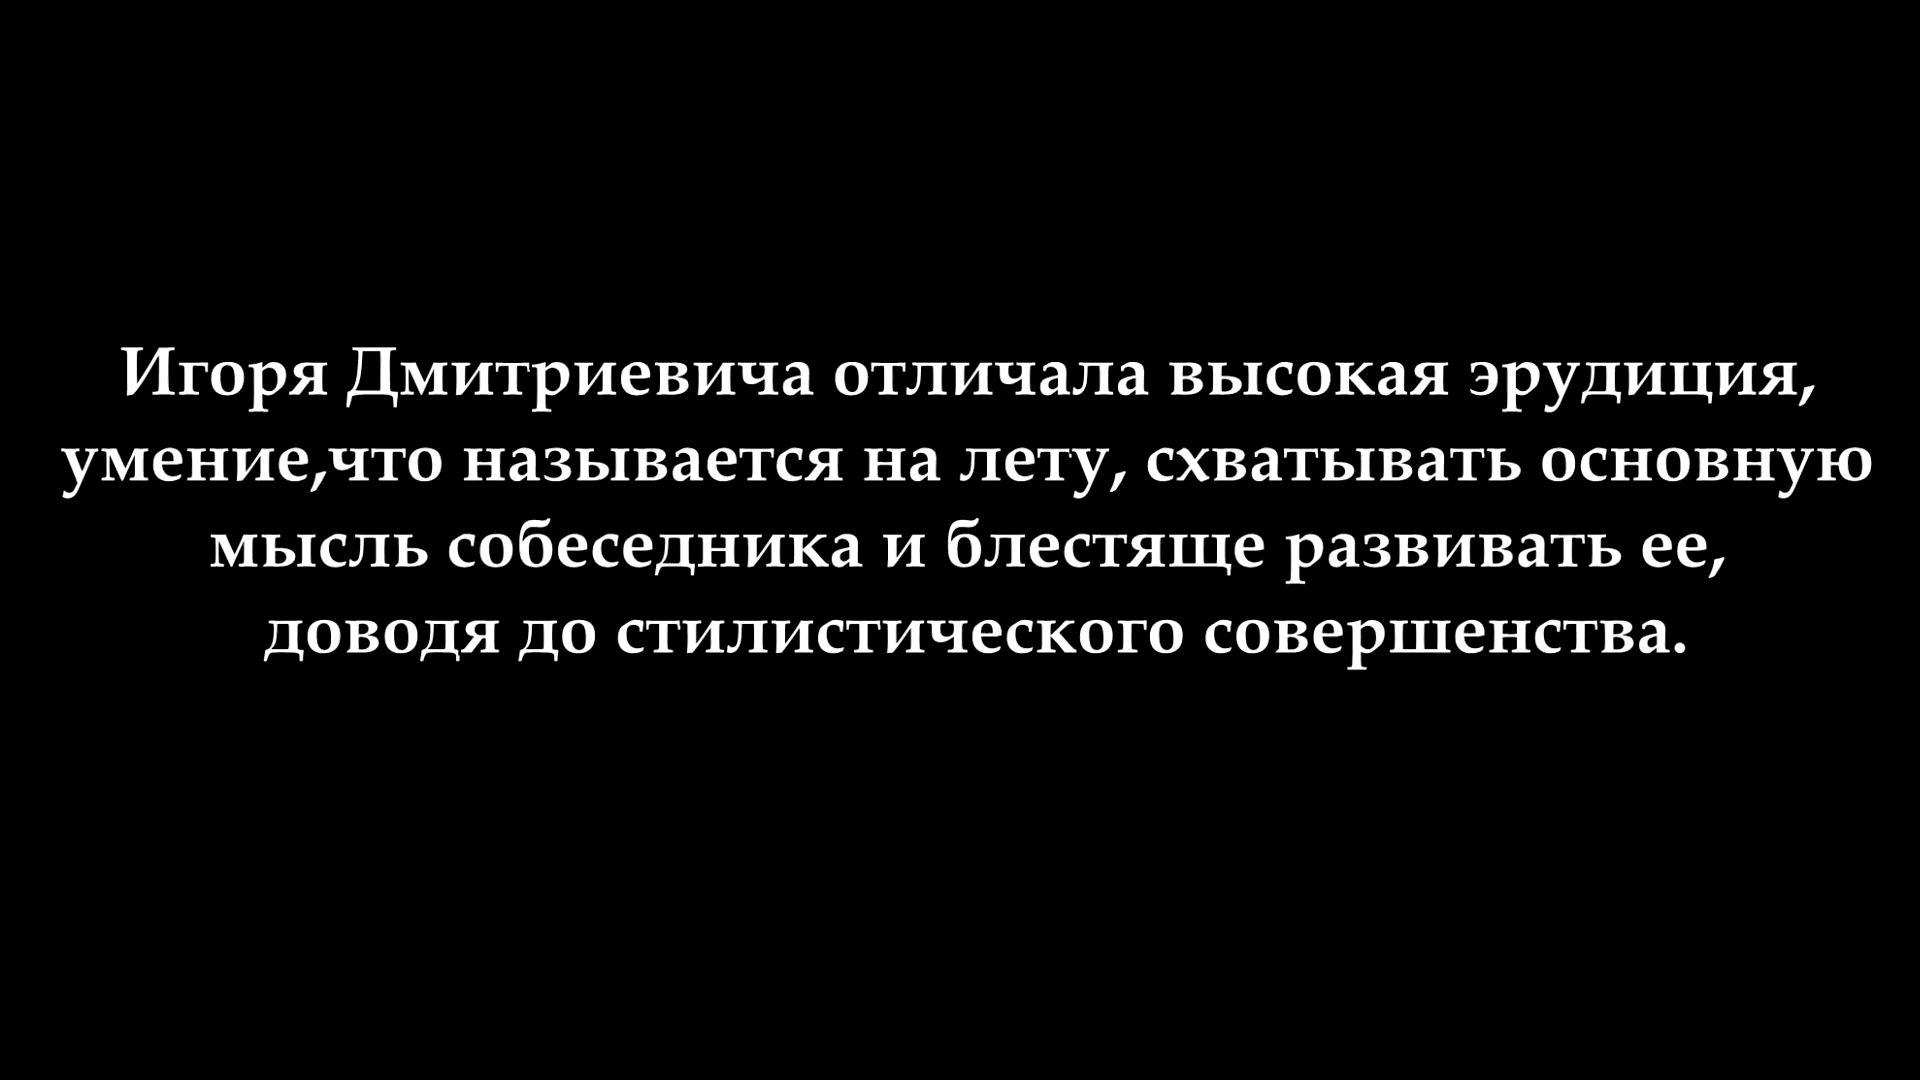 Игоря Дмитриевича отличала высокая эрудиция,
умение,что называется на лету, схватывать основную
мысль собеседника и блестяще развивать ее,
доводя до стилистического совершенства.